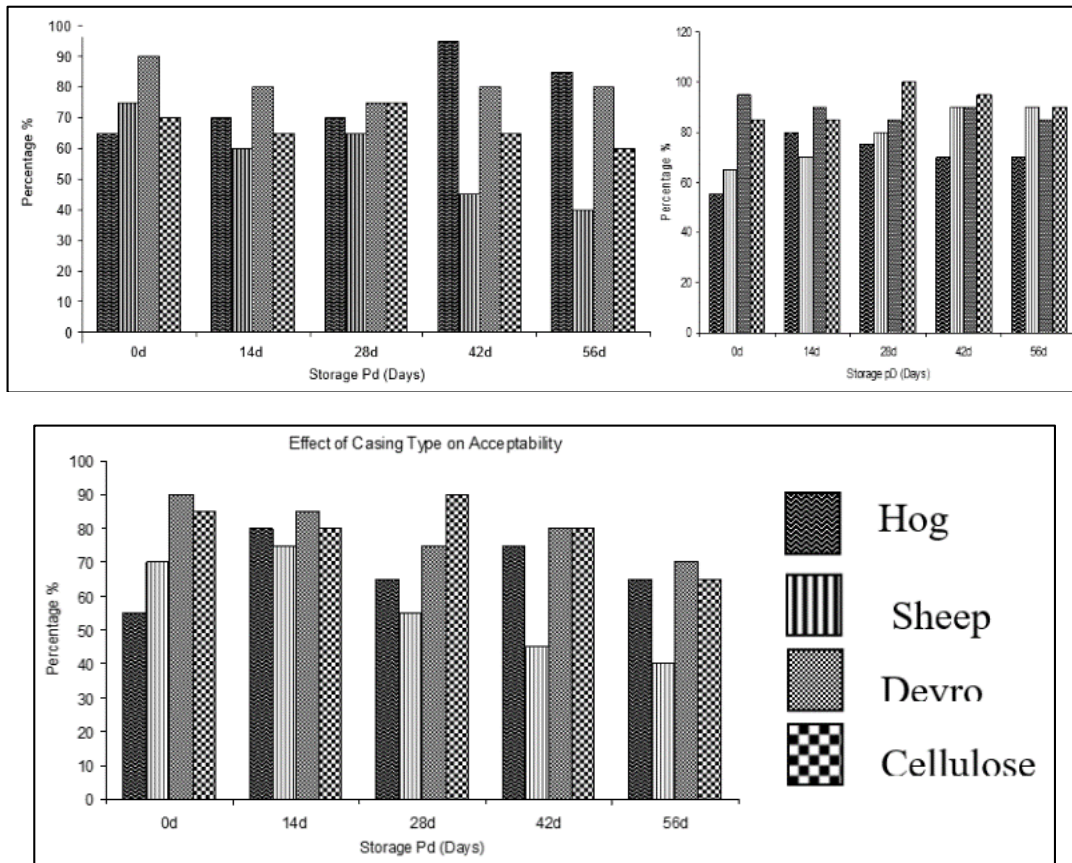 100
90
80
70
60
50
40
30
20
10
0
Percentage %
0d
14d
28d
42d
56d
Storage Pd (Days)
120
100
80
60
40
20
0
Percentage %
0d
14d
28d
42d
56d
Storage pD (Days)
Effect of Casing Type on Acceptability
100
90
80
70
60
50
40
30
20
10
0
Percentage %
0d
14d
28d
42d
56d
Storage Pd (Days)
Hog
Sheep
Devro
Cellulose